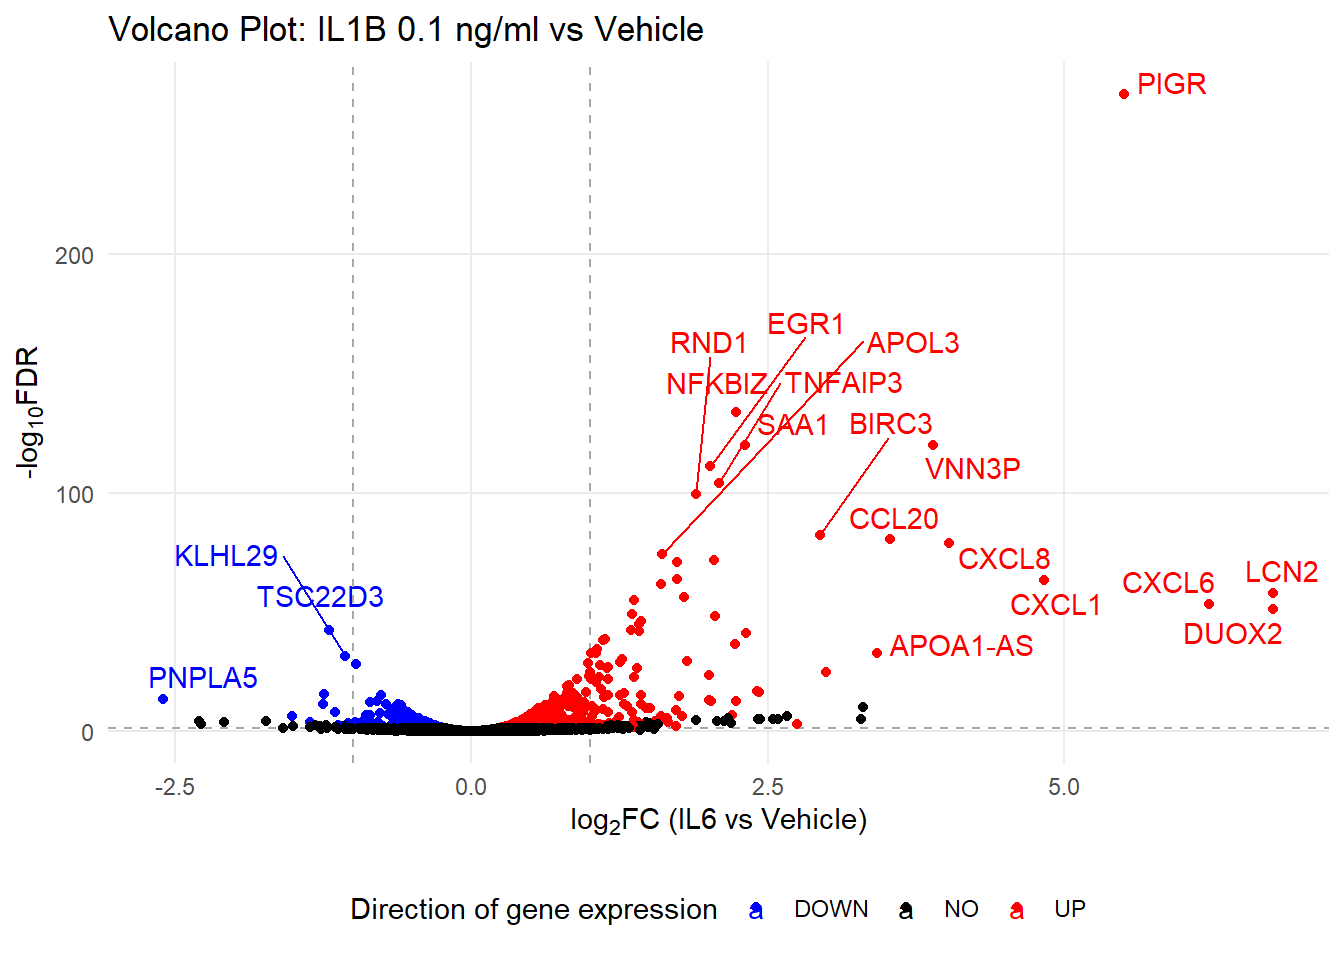 Volcano Plot: IL1B 0.1 ng/ml vs Vehicle
PIGR
200
EGR1
RND1
APOL3
NFKBIZ
TNFAIP3
SAA1
BIRC3
VNN3P
-log10FDR
100
CCL20
KLHL29
CXCL8
TSC22D3
CXCL6
LCN2
CXCL1
DUOX2
APOA1-AS
PNPLA5
0
-2.5 0.0 2.5 5.0
log2FC (IL6 vs Vehicle)
Direction of gene expression a DOWN a NO a UP